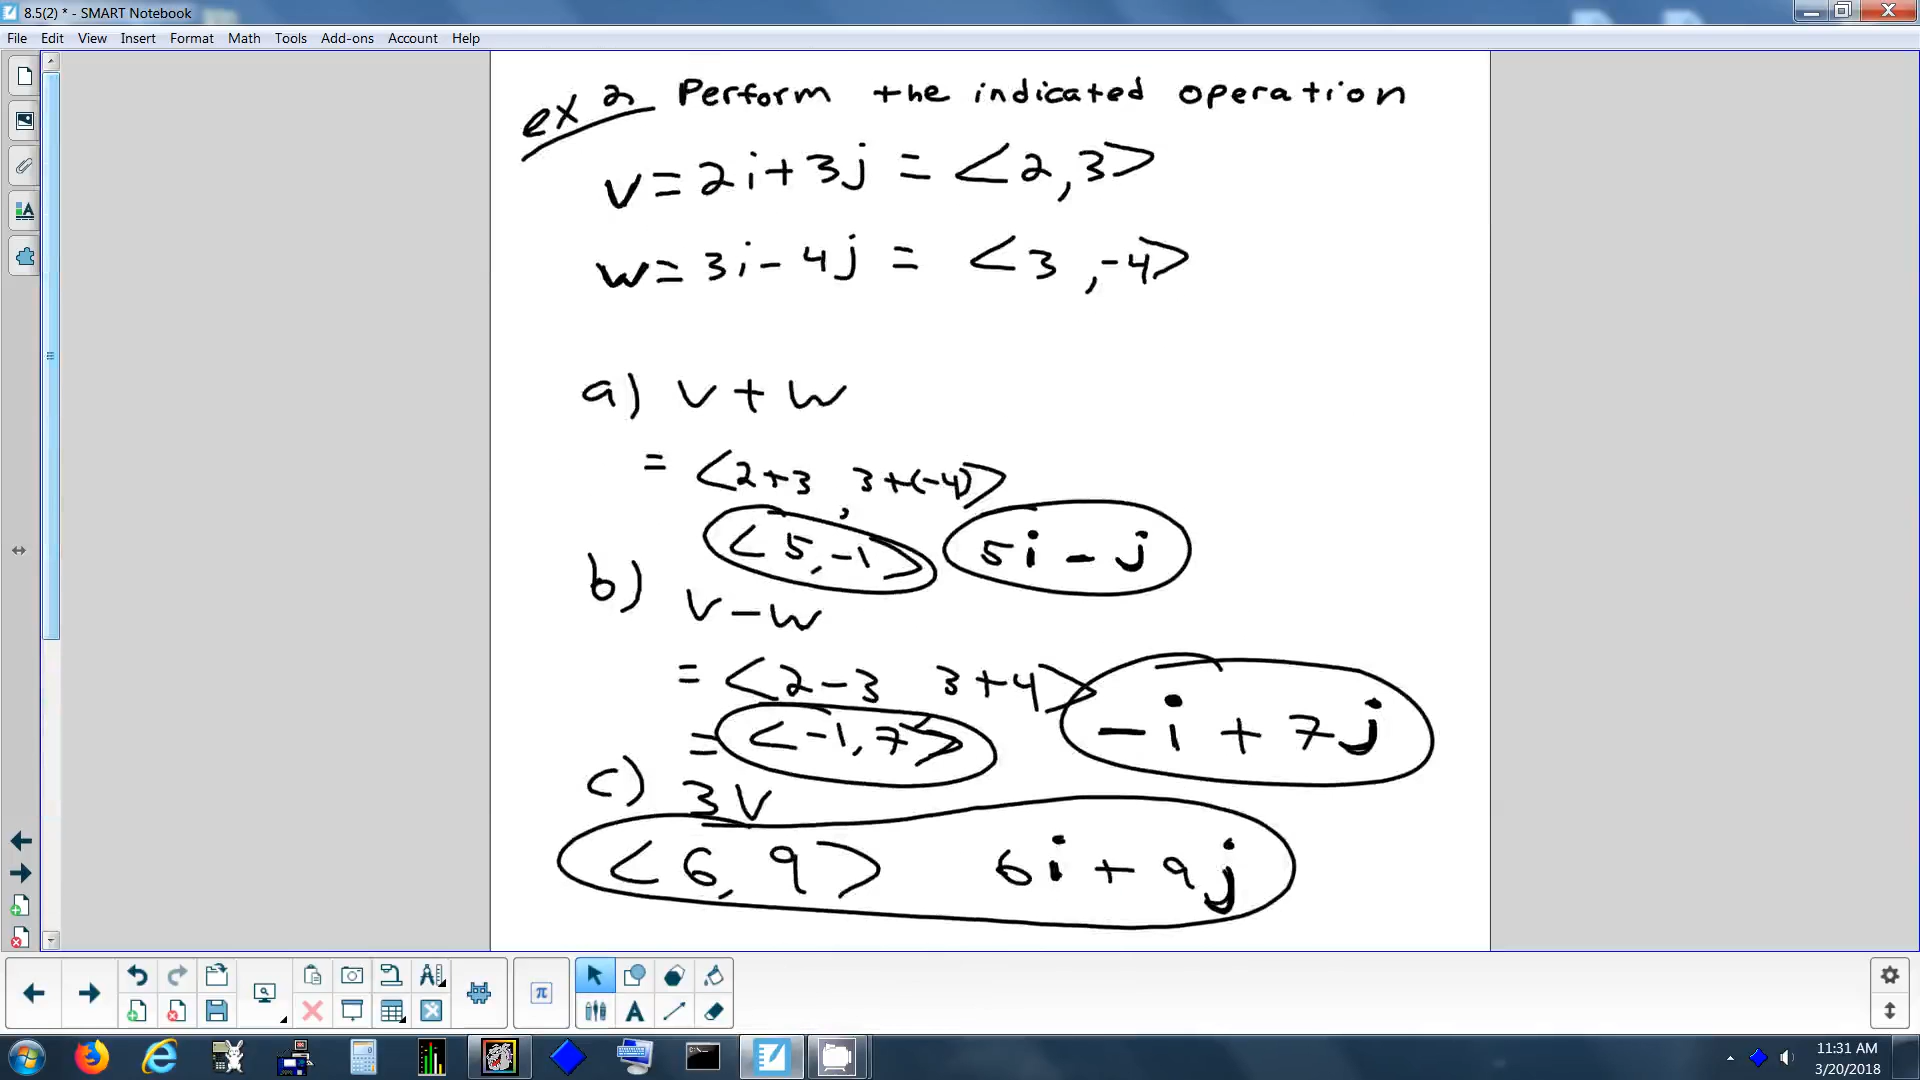 8.5(2) * - SMART Notebook
File Edit View Insert Format Math Tools Add-ons Account Help
ex 2 Perform the indicated operation
v = 2i + 3j = <2, 3>
w = 3i - 4j = <3, -4>
a) v + w
= <2+3 , 3+(-4)>
<5, -1> 5i - j
b) v - w
= <2-3 , 3+4>
= <-1, 7> -i + 7j
c) 3v
<6, 9> 6i + 9j
π
A
11:31 AM
3/20/2018